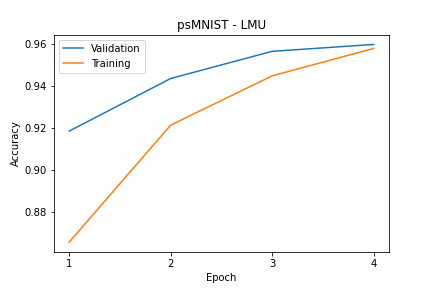 psMNIST - LMU
Validation
Training
0.96
0.94
0.92
0.90
0.88
Accuracy
1 2 3 4
Epoch